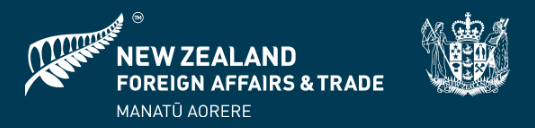 NEW ZEALAND
FOREIGN AFFAIRS & TRADE
MANATŪ AORERE